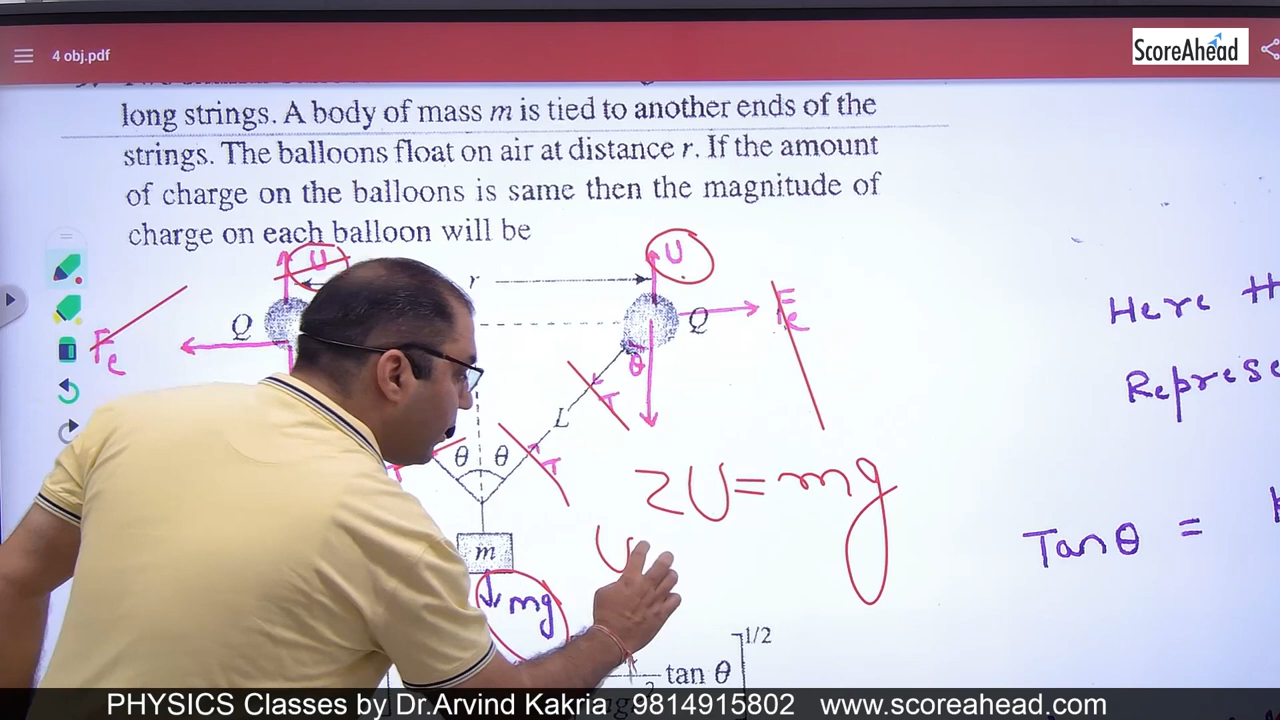 4 obj.pdf
ScoreAhead
long strings. A body of mass m is tied to another ends of the
strings. The balloons float on air at distance r. If the amount
of charge on the balloons is same then the magnitude of
charge on each balloon will be
U
r
U
Q
Q
Fe
Fe
θ
T
L
θ θ
T
T
2U = mg
U
m
mg
Here
Represe
Tanθ =
tan θ
1/2
PHYSICS Classes by Dr.Arvind Kakria 9814915802 www.scoreahead.com